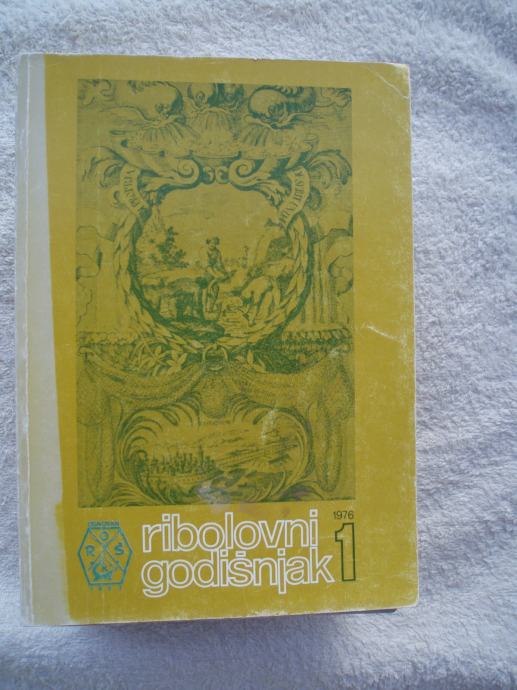 1976
ribolovni
godišnjak 1
R O Š